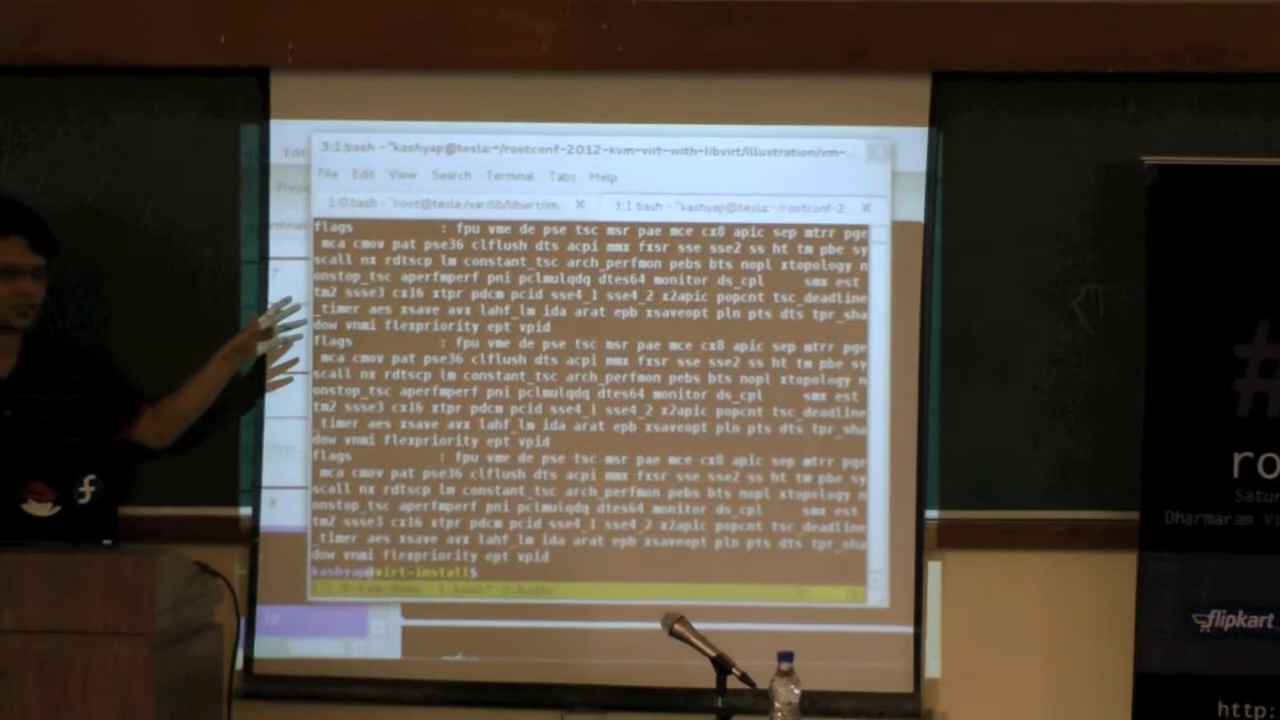 3:1:bash - "kashyap@tesla:~/rootconf-2012-kvm-virt-with-libvirt/illustration/vm-...
File Edit View Search Terminal Tabs Help
1:0:bash - "root@tesla:/var/lib/libvirt/im... × 3:1 bash - "kashyap@tesla:~/rootconf-2... ×
flags : fpu vme de pse tsc msr pae mce cx8 apic sep mtrr pge
mca cmov pat pse36 clflush dts acpi mmx fxsr sse sse2 ss ht tm pbe sy
scall nx rdtscp lm constant_tsc arch_perfmon pebs bts nopl xtopology n
onstop_tsc aperfmperf pni pclmulqdq dtes64 monitor ds_cpl smx est
tm2 ssse3 cx16 xtpr pdcm pcid sse4_1 sse4_2 x2apic popcnt tsc_deadline
_timer aes xsave avx lahf_lm ida arat epb xsaveopt pln pts dts tpr_sha
dow vnmi flexpriority ept vpid
flags : fpu vme de pse tsc msr pae mce cx8 apic sep mtrr pge
mca cmov pat pse36 clflush dts acpi mmx fxsr sse sse2 ss ht tm pbe sy
scall nx rdtscp lm constant_tsc arch_perfmon pebs bts nopl xtopology n
onstop_tsc aperfmperf pni pclmulqdq dtes64 monitor ds_cpl smx est
tm2 ssse3 cx16 xtpr pdcm pcid sse4_1 sse4_2 x2apic popcnt tsc_deadline
_timer aes xsave avx lahf_lm ida arat epb xsaveopt pln pts dts tpr_sha
dow vnmi flexpriority ept vpid
flags : fpu vme de pse tsc msr pae mce cx8 apic sep mtrr pge
mca cmov pat pse36 clflush dts acpi mmx fxsr sse sse2 ss ht tm pbe sy
scall nx rdtscp lm constant_tsc arch_perfmon pebs bts nopl xtopology n
onstop_tsc aperfmperf pni pclmulqdq dtes64 monitor ds_cpl smx est
tm2 ssse3 cx16 xtpr pdcm pcid sse4_1 sse4_2 x2apic popcnt tsc_deadline
_timer aes xsave avx lahf_lm ida arat epb xsaveopt pln pts dts tpr_sha
dow vnmi flexpriority ept vpid
kashyap@virt-install$
#
ro
Satu
Dharmaram V
flipkart
http: